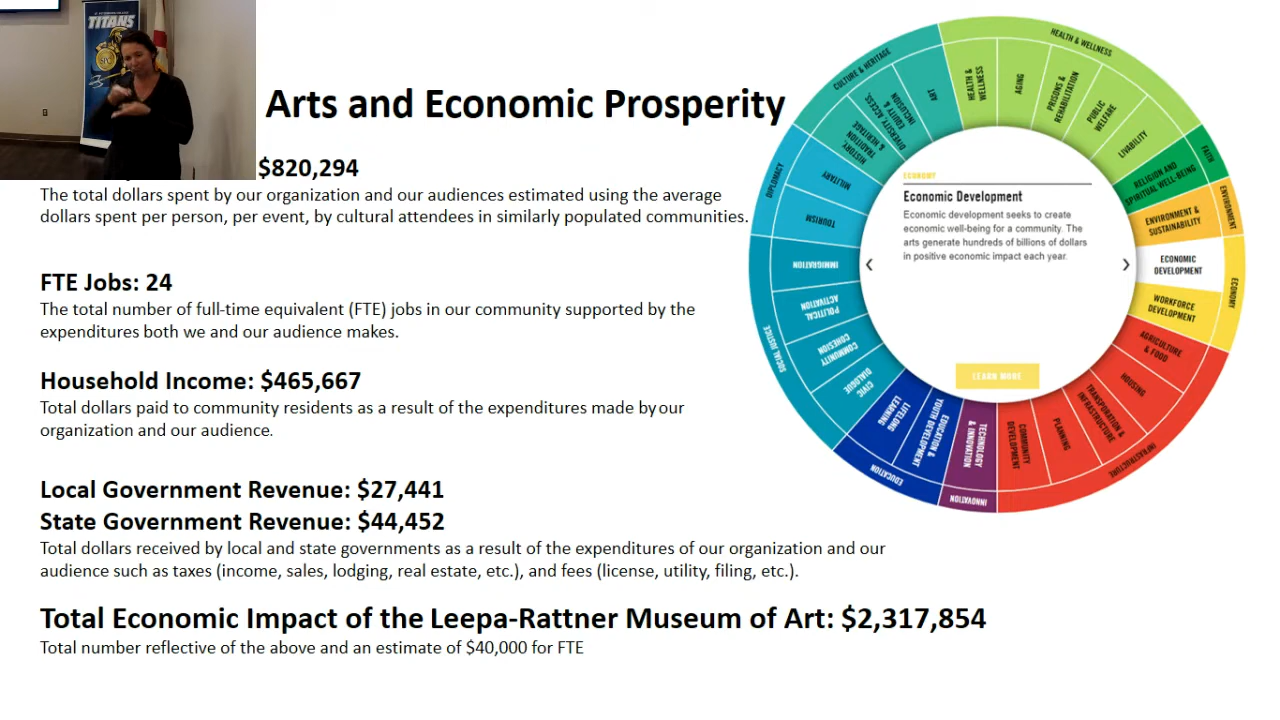 TITANS
SPC
Arts and Economic Prosperity
$820,294
The total dollars spent by our organization and our audiences estimated using the average
dollars spent per person, per event, by cultural attendees in similarly populated communities.
FTE Jobs: 24
The total number of full-time equivalent (FTE) jobs in our community supported by the
expenditures both we and our audience makes.
Household Income: $465,667
Total dollars paid to community residents as a result of the expenditures made by our
organization and our audience.
Local Government Revenue: $27,441
State Government Revenue: $44,452
Total dollars received by local and state governments as a result of the expenditures of our organization and our
audience such as taxes (income, sales, lodging, real estate, etc.), and fees (license, utility, filing, etc.).
Total Economic Impact of the Leepa-Rattner Museum of Art: $2,317,854
Total number reflective of the above and an estimate of $40,000 for FTE
CULTURE & HERITAGE
HISTORY
TRADITION
& HERITAGE
DIVERSITY ACCESS,
EQUITY &
INCLUSION
ART
HEALTH & WELLNESS
HEALTH &
WELLNESS
AGING
PRISONS &
REHABILITATION
PUBLIC
WELFARE
LIVABILITY
FAITH
RELIGION AND
SPIRITUAL WELL-BEING
ENVIRONMENT
ENVIRONMENT &
SUSTAINABILITY
ECONOMY
ECONOMIC
DEVELOPMENT
WORKFORCE
DEVELOPMENT
INFRASTRUCTURE
AGRICULTURE
& FOOD
HOUSING
TRANSPORATION &
INFRASTRUCTURE
PLANNING
COMMUNITY
DEVELOPMENT
INNOVATION
TECHNOLOGY
& INNOVATION
EDUCATION
EDUCATION &
YOUTH DEVELOPMENT
LIFELONG
LEARNING
SOCIAL JUSTICE
CIVIC
DIALOGUE
COMMUNITY
COHESION
POLITICAL
ACTIVATION
IMMIGRATION
DIPLOMACY
TOURISM
MILITARY
ECONOMY
Economic Development
Economic development seeks to create
economic well-being for a community. The
arts generate hundreds of billions of dollars
in positive economic impact each year.
LEARN MORE